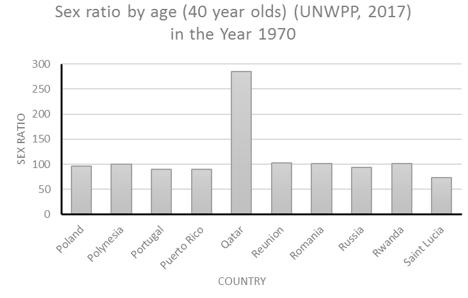 Sex ratio by age (40 year olds) (UNWPP, 2017)
in the Year 1970
300
250
200
150
100
50
0
SEX RATIO
Poland
Polynesia
Portugal
Puerto Rico
Qatar
Reunion
Romania
Russia
Rwanda
Saint Lucia
COUNTRY